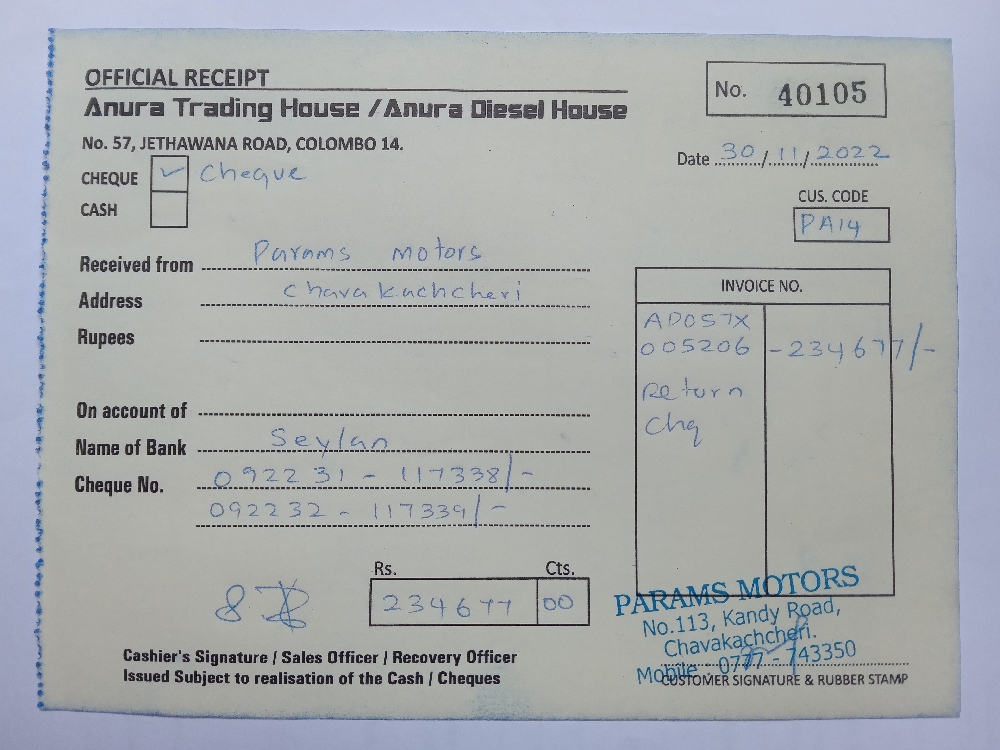 OFFICIAL RECEIPT
Anura Trading House / Anura Diesel House
No. 57, JETHAWANA ROAD, COLOMBO 14.
No. 40105
Date 30/11/2022
CHEQUE ✓ Cheque
CASH
CUS. CODE
PA14
Received from Params motors
Address Chavakachcheri
Rupees
On account of
Name of Bank Seylan
Cheque No. 092231 - 117338/-
092232 - 117339/-
INVOICE NO.
AD057X
005206 - 234677/-
Return
Chq
Rs. Cts.
234677 00
Cashier's Signature / Sales Officer / Recovery Officer
Issued Subject to realisation of the Cash / Cheques
PARAMS MOTORS
No.113, Kandy Road,
Chavakachcheri.
Mobile : 0777 - 743350
CUSTOMER SIGNATURE & RUBBER STAMP